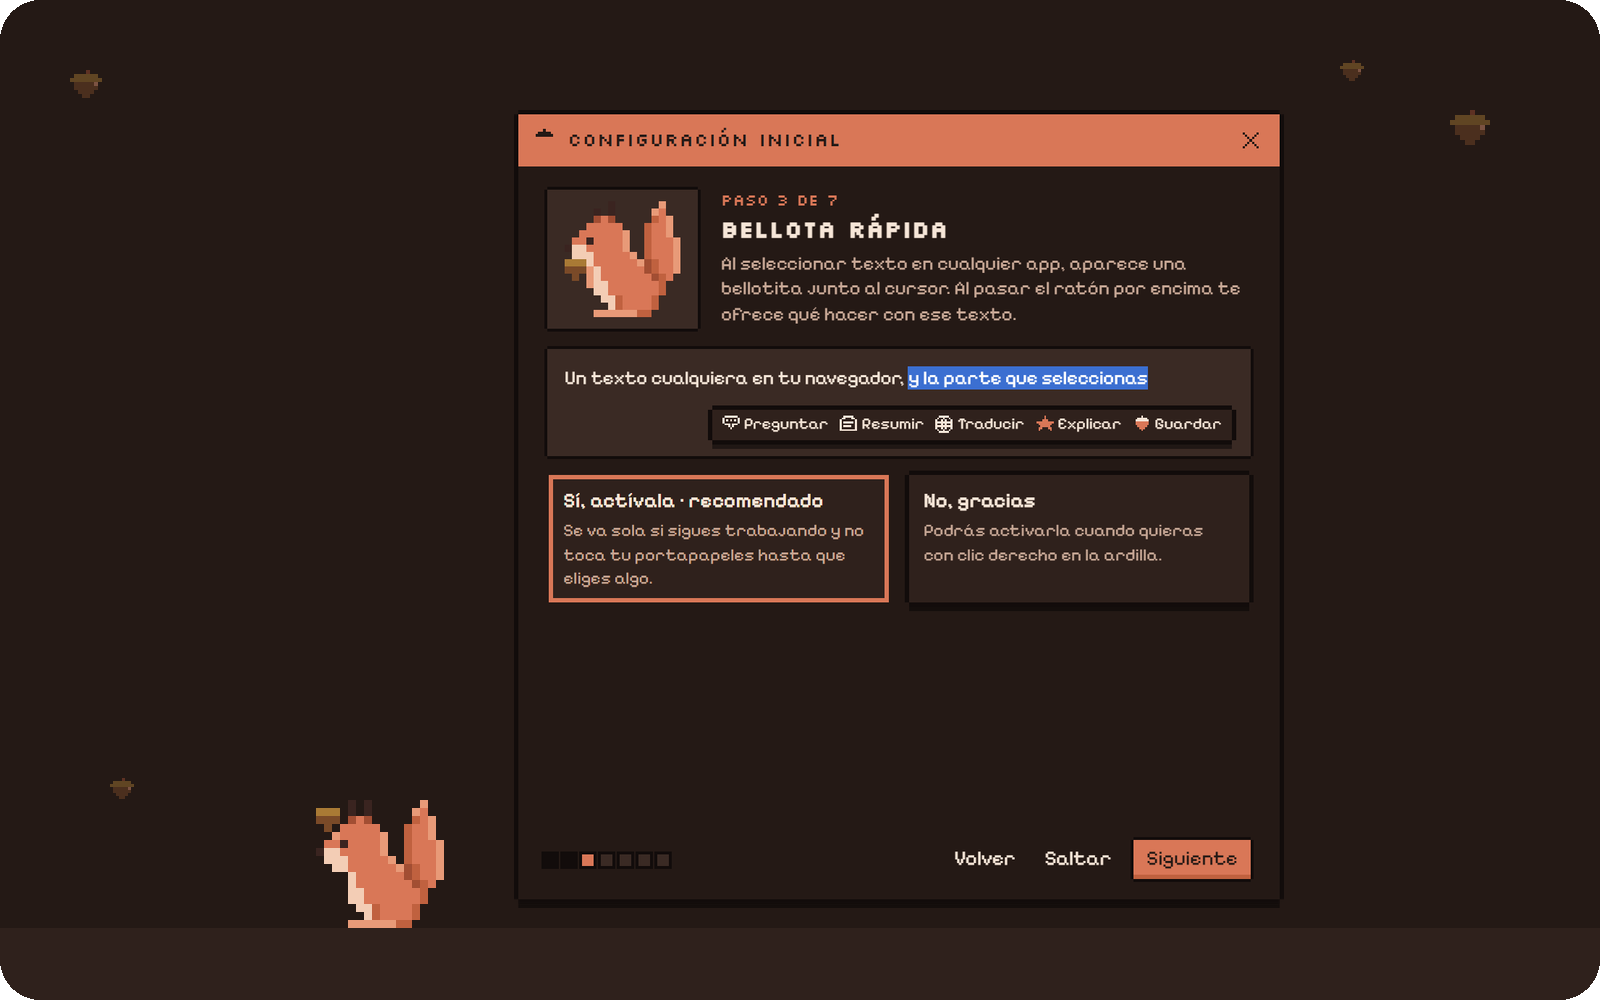 CONFIGURACIÓN INICIAL
PASO 3 DE 7
BELLOTA RÁPIDA
Al seleccionar texto en cualquier app, aparece una
bellotita junto al cursor. Al pasar el ratón por encima te
ofrece qué hacer con ese texto.
Un texto cualquiera en tu navegador, y la parte que seleccionas
Preguntar Resumir Traducir Explicar Guardar
Sí, actívala · recomendado
Se va sola si sigues trabajando y no
toca tu portapapeles hasta que
eliges algo.
No, gracias
Podrás activarla cuando quieras
con clic derecho en la ardilla.
Volver Saltar Siguiente